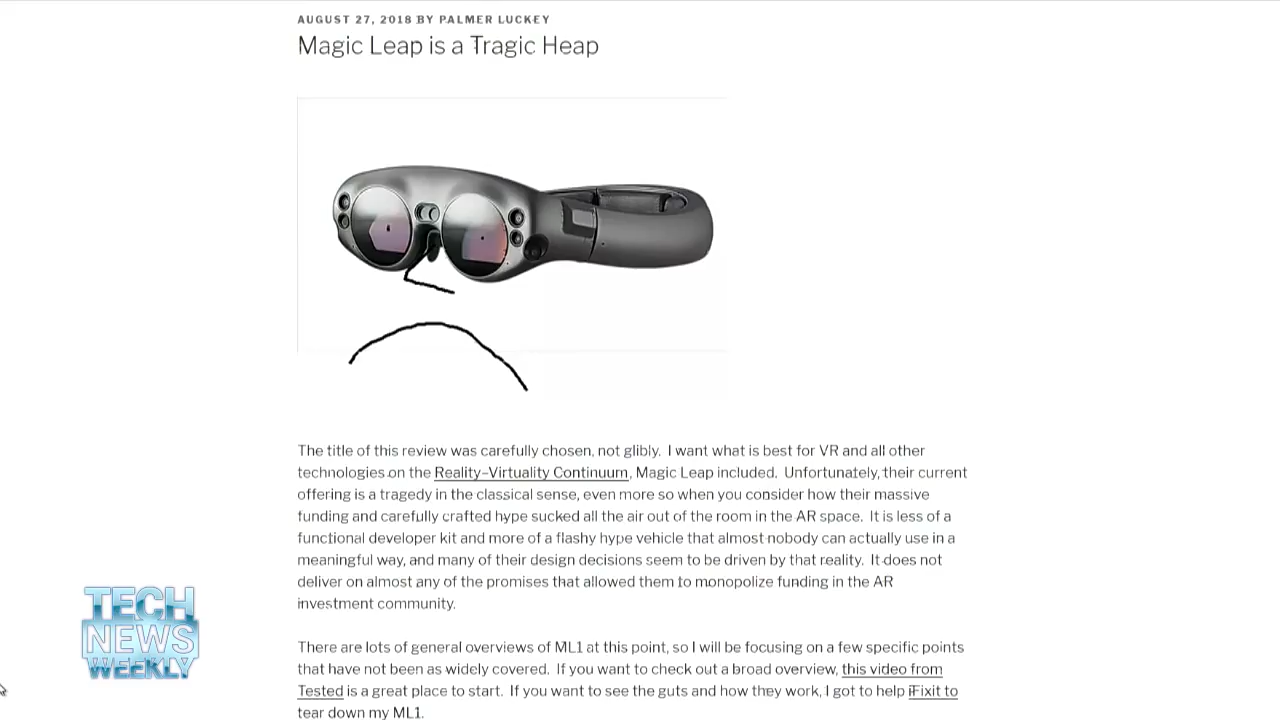 AUGUST 27, 2018 BY PALMER LUCKEY
Magic Leap is a Tragic Heap
The title of this review was carefully chosen, not glibly. I want what is best for VR and all other
technologies on the Reality–Virtuality Continuum, Magic Leap included. Unfortunately, their current
offering is a tragedy in the classical sense, even more so when you consider how their massive
funding and carefully crafted hype sucked all the air out of the room in the AR space. It is less of a
functional developer kit and more of a flashy hype vehicle that almost nobody can actually use in a
meaningful way, and many of their design decisions seem to be driven by that reality. It does not
deliver on almost any of the promises that allowed them to monopolize funding in the AR
investment community.
There are lots of general overviews of ML1 at this point, so I will be focusing on a few specific points
that have not been as widely covered. If you want to check out a broad overview, this video from
Tested is a great place to start. If you want to see the guts and how they work, I got to help iFixit to
tear down my ML1.
TECH
NEWS
WEEKLY